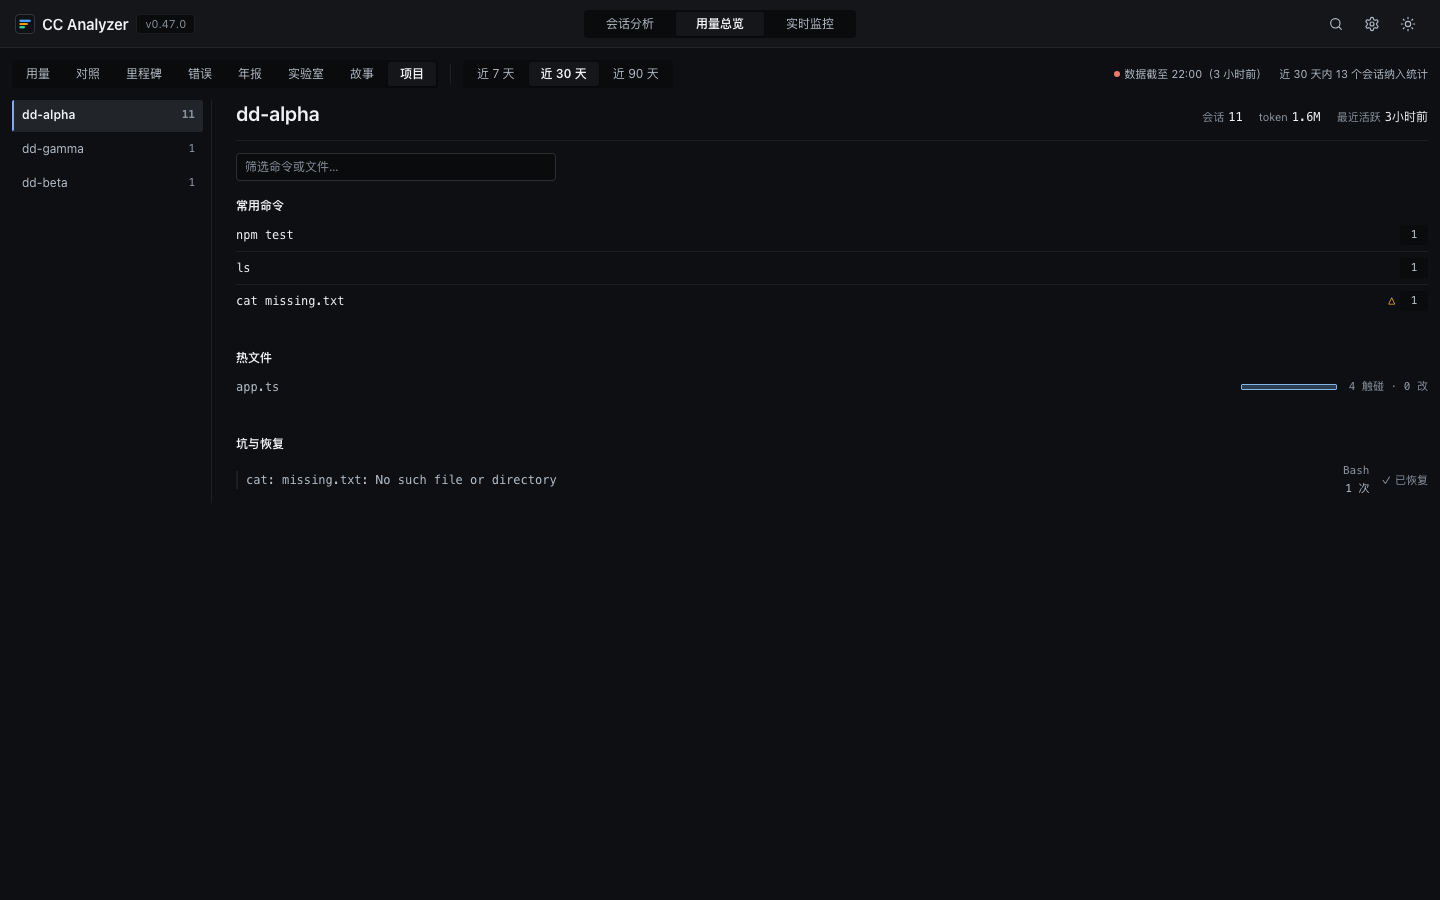 CC Analyzer v0.47.0 会话分析 用量总览 实时监控
用量 对照 里程碑 错误 年报 实验室 故事 项目 近 7 天 近 30 天 近 90 天 数据截至 22:00 (3 小时前) 近 30 天内 13 个会话纳入统计
dd-alpha 11
dd-gamma 1
dd-beta 1
dd-alpha 会话 11 token 1.6M 最近活跃 3小时前
筛选命令或文件...
常用命令
npm test 1
ls 1
cat missing.txt △ 1
热文件
app.ts 4 触碰 · 0 改
坑与恢复
cat: missing.txt: No such file or directory Bash 1 次 ✓ 已恢复